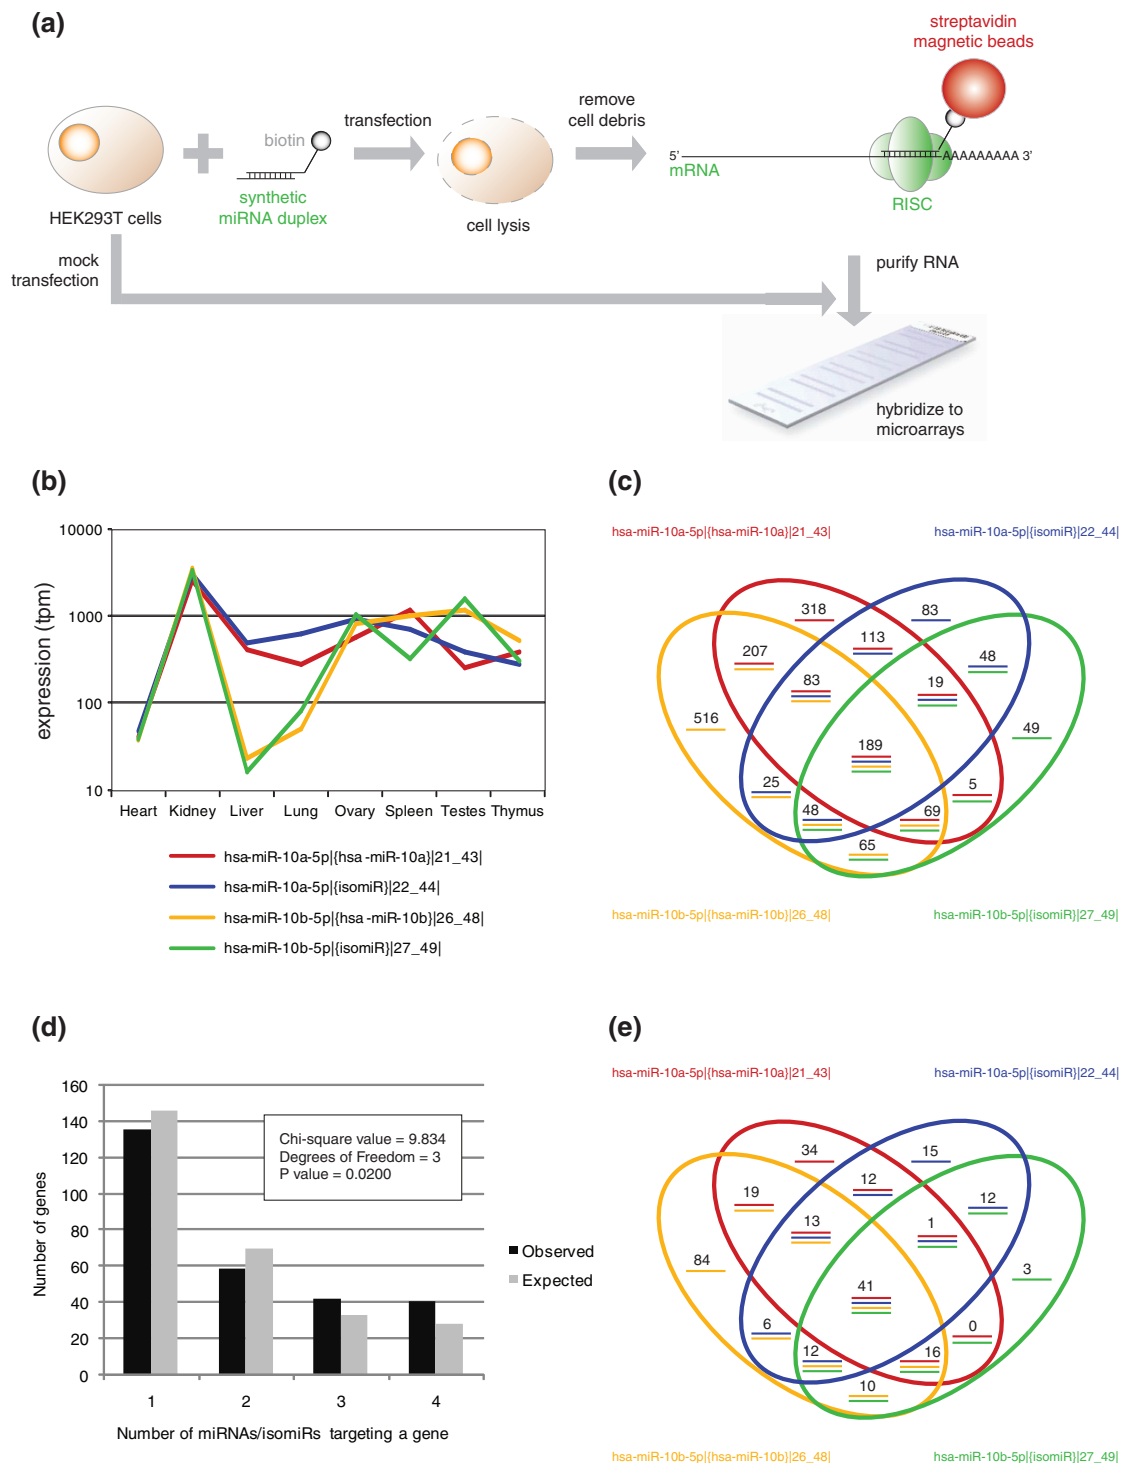 (a)
streptavidin
magnetic beads
remove
cell debris
transfection
biotin
5'
AAAAAAAAA 3'
mRNA
synthetic
miRNA duplex
RISC
HEK293T cells
cell lysis
mock
transfection
purify RNA
hybridize to
microarrays
(b)
10000
1000
100
10
expression (tpm)
Heart Kidney Liver Lung Ovary Spleen Testes Thymus
hsa-miR-10a-5p|{hsa-miR-10a}|21_43|
hsa-miR-10a-5p|{isomiR}|22_44|
hsa-miR-10b-5p|{hsa-miR-10b}|26_48|
hsa-miR-10b-5p|{isomiR}|27_49|
(c)
hsa-miR-10a-5p|{hsa-miR-10a}|21_43|
hsa-miR-10a-5p|{isomiR}|22_44|
318
83
113
207
48
83
19
516
49
189
25
5
48
69
65
hsa-miR-10b-5p|{hsa-miR-10b}|26_48|
hsa-miR-10b-5p|{isomiR}|27_49|
(d)
160
140
120
100
80
60
40
20
0
Number of genes
Chi-square value = 9.834
Degrees of Freedom = 3
P value = 0.0200
Observed
Expected
1 2 3 4
Number of miRNAs/isomiRs targeting a gene
(e)
hsa-miR-10a-5p|{hsa-miR-10a}|21_43|
hsa-miR-10a-5p|{isomiR}|22_44|
34
15
12
19
12
13
1
84
3
41
6
0
12
16
10
hsa-miR-10b-5p|{hsa-miR-10b}|26_48|
hsa-miR-10b-5p|{isomiR}|27_49|